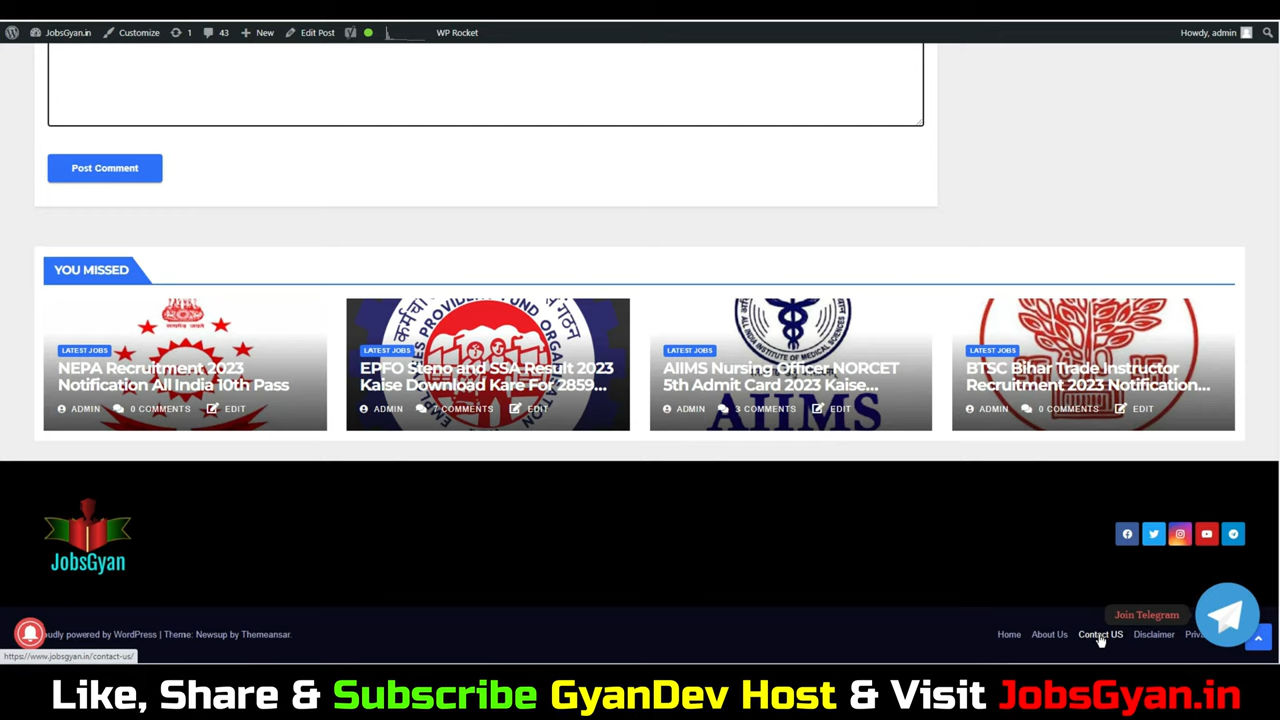 JobsGyan.in Customize 1 43 New Edit Post WP Rocket Howdy, admin
Post Comment
YOU MISSED
LATEST JOBS
NEPA Recruitment 2023
Notification All India 10th Pass
ADMIN 0 COMMENTS EDIT
LATEST JOBS
EPFO Steno and SSA Result 2023
Kaise Download Kare For 2859...
ADMIN 7 COMMENTS EDIT
LATEST JOBS
AIIMS Nursing Officer NORCET
5th Admit Card 2023 Kaise...
ADMIN 3 COMMENTS EDIT
AIIMS
LATEST JOBS
BTSC Bihar Trade Instructor
Recruitment 2023 Notification...
ADMIN 0 COMMENTS EDIT
JobsGyan
Join Telegram
oudly powered by WordPress | Theme: Newsup by Themeansar.
Home About Us Contact US Disclaimer Priva
https://www.jobsgyan.in/contact-us/
Like, Share & Subscribe GyanDev Host & Visit JobsGyan.in